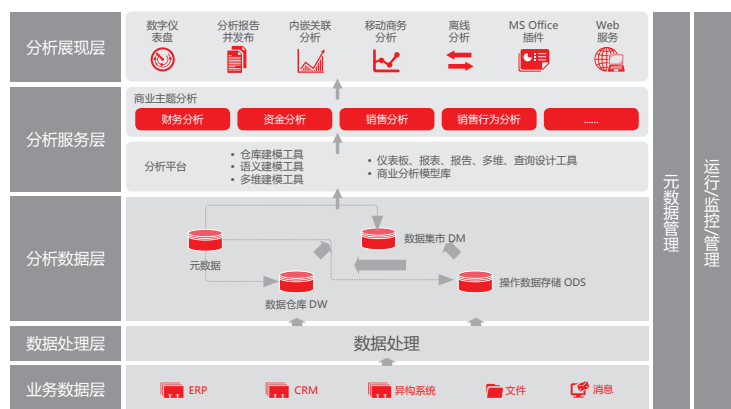 分析展现层
数字仪
表盘
分析报告
并发布
内嵌关联
分析
移动商务
分析
离线
分析
MS Office
插件
Web
服务
分析服务层
商业主题分析
财务分析
资金分析
销售分析
销售行为分析
......
分析平台
• 仓库建模工具
• 语义建模工具
• 多维建模工具
• 仪表板、报表、报告、多维、查询设计工具
• 商业分析模型库
分析数据层
元数据
数据集市 DM
数据仓库 DW
操作数据存储 ODS
数据处理层
数据处理
业务数据层
ERP
CRM
异构系统
文件
消息
元数据管理
运行/监控/管理